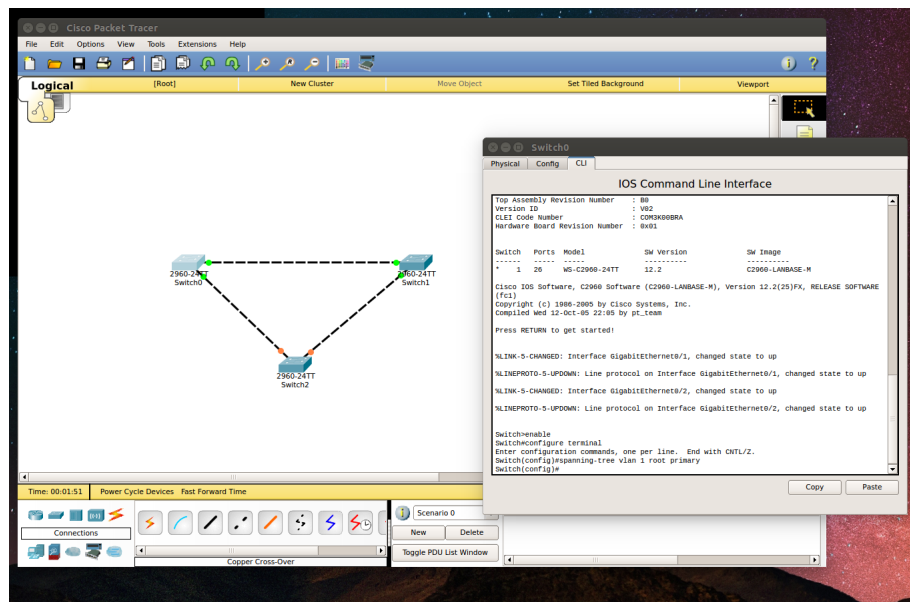 Cisco Packet Tracer
File Edit Options View Tools Extensions Help
Logical [Root] New Cluster Move Object Set Tiled Background Viewport
2960-24TT
Switch0
2960-24TT
Switch1
2960-24TT
Switch2
Time: 00:01:51 Power Cycle Devices Fast Forward Time
Connections
Copper Cross-Over
Scenario 0
New Delete
Toggle PDU List Window
Switch0
Physical Config CLI
IOS Command Line Interface
Top Assembly Revision Number : B0
Version ID : V02
CLEI Code Number : COM3K00BRA
Hardware Board Revision Number : 0x01
Switch Ports Model SW Version SW Image
------ ----- ----- ---------- ----------
* 1 26 WS-C2960-24TT 12.2 C2960-LANBASE-M
Cisco IOS Software, C2960 Software (C2960-LANBASE-M), Version 12.2(25)FX, RELEASE SOFTWARE
(fc1)
Copyright (c) 1986-2005 by Cisco Systems, Inc.
Compiled Wed 12-Oct-05 22:05 by pt_team
Press RETURN to get started!
%LINK-5-CHANGED: Interface GigabitEthernet0/1, changed state to up
%LINEPROTO-5-UPDOWN: Line protocol on Interface GigabitEthernet0/1, changed state to up
%LINK-5-CHANGED: Interface GigabitEthernet0/2, changed state to up
%LINEPROTO-5-UPDOWN: Line protocol on Interface GigabitEthernet0/2, changed state to up
Switch>enable
Switch#configure terminal
Enter configuration commands, one per line. End with CNTL/Z.
Switch(config)#spanning-tree vlan 1 root primary
Switch(config)#
Copy Paste